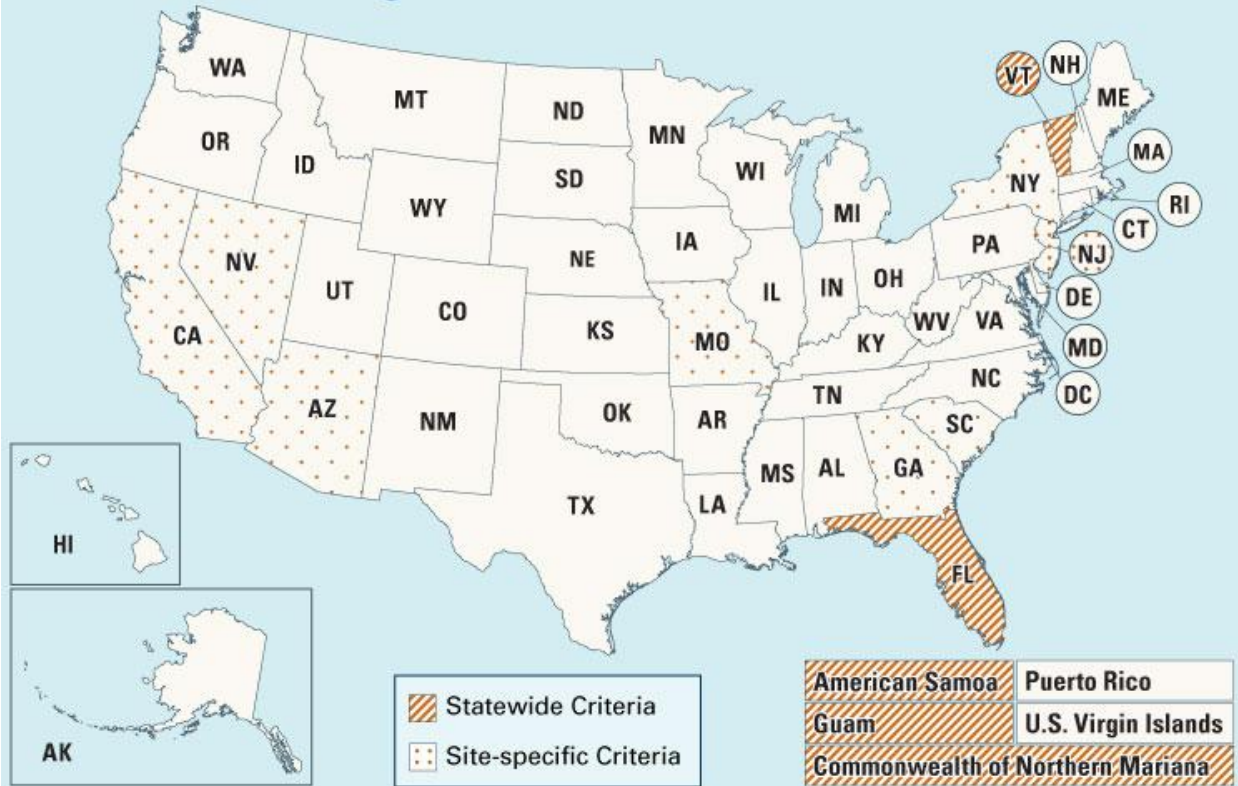 VT
NH
WA
ME
MT
ND
MN
OR
MA
ID
SD
WI
NY
RI
WY
MI
CT
IA
PA
NE
NJ
NV
IL
IN
OH
UT
DE
CO
WV
VA
CA
KS
MO
KY
MD
NC
DC
TN
AZ
OK
AR
NM
SC
MS
AL
GA
TX
LA
HI
FL
American Samoa
Puerto Rico
Statewide Criteria
Guam
U.S. Virgin Islands
AK
Site-specific Criteria
Commonwealth of Northern Mariana